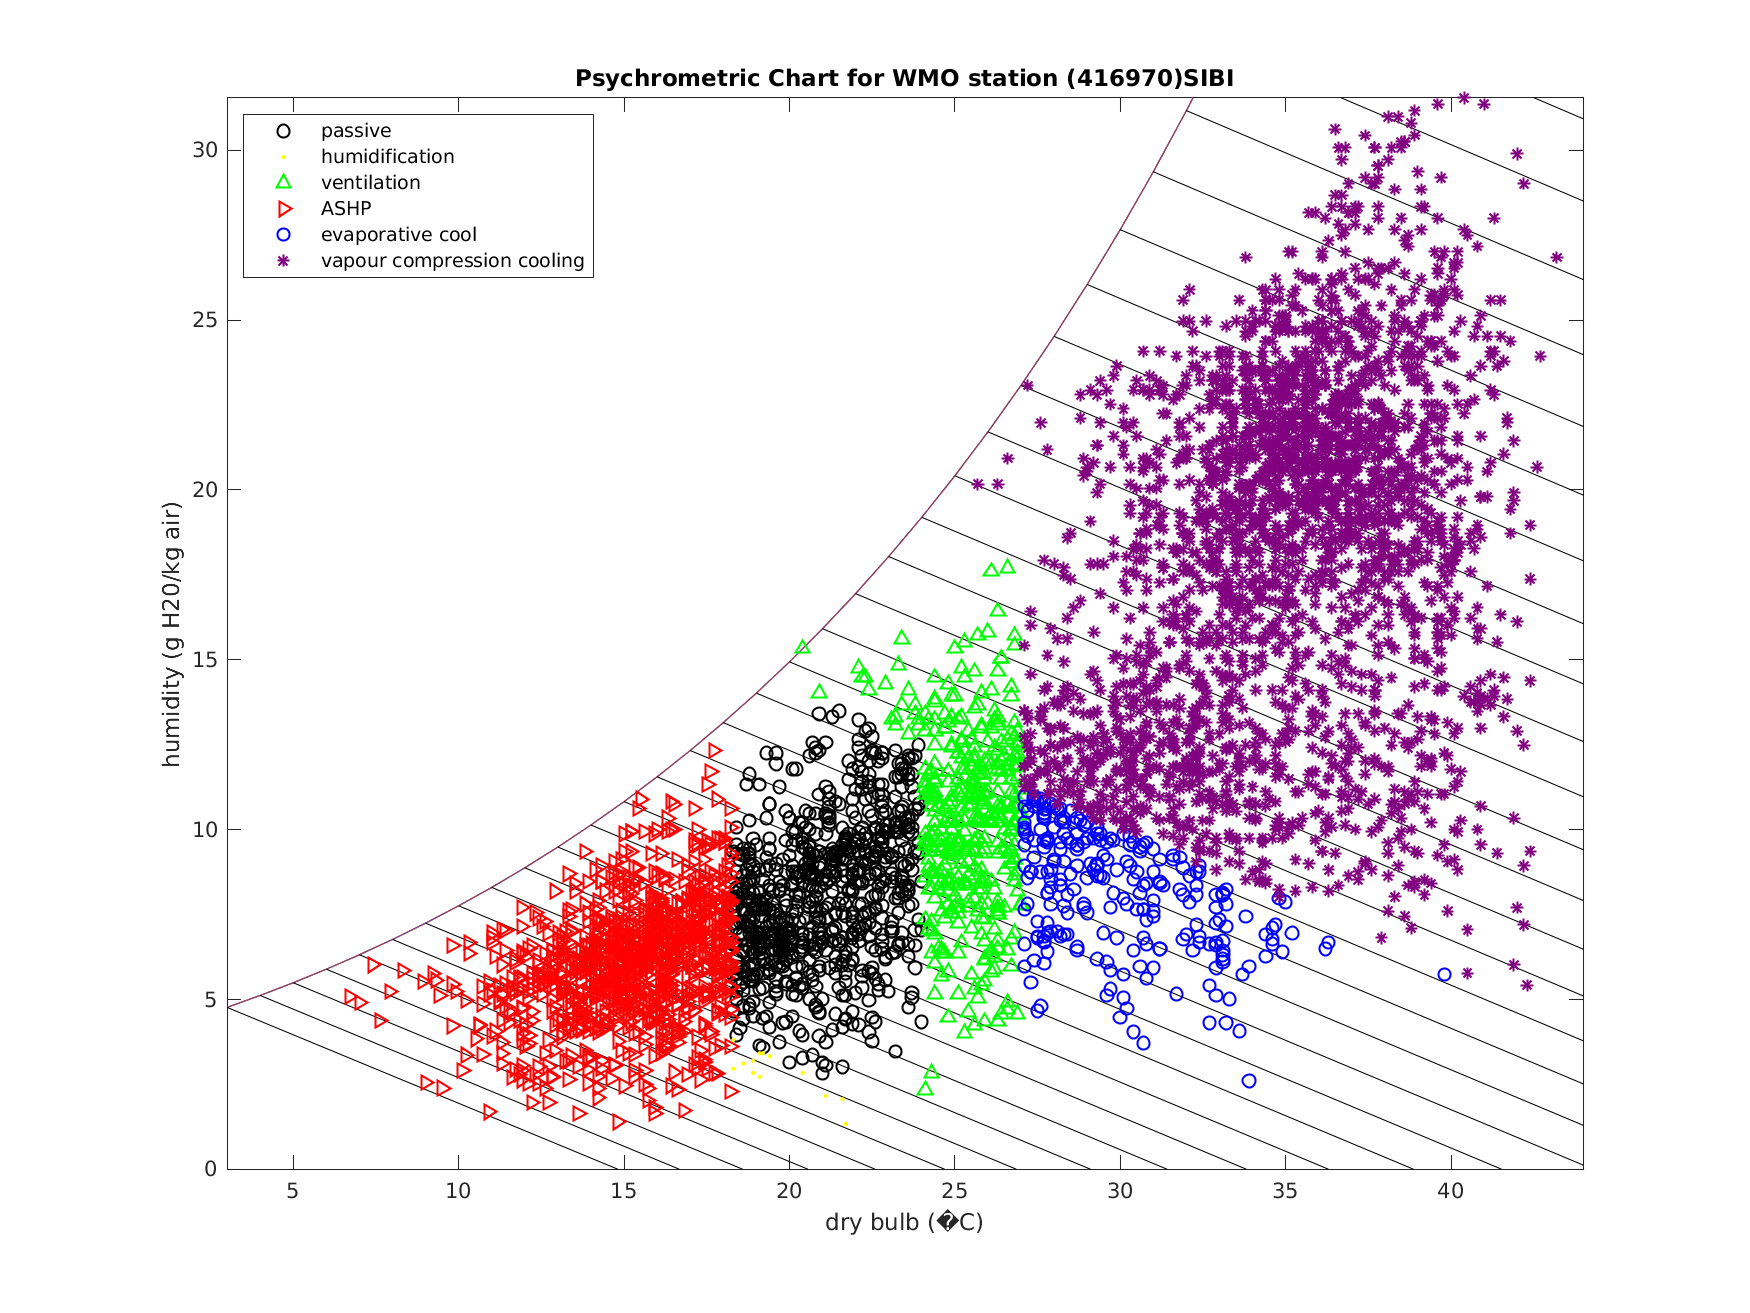 Psychrometric Chart for WMO station (416970)SIBI
passive
humidification
ventilation
ASHP
evaporative cool
vapour compression cooling
humidity (g H20/kg air)
30
25
20
15
10
5
0
5 10 15 20 25 30 35 40
dry bulb (�C)